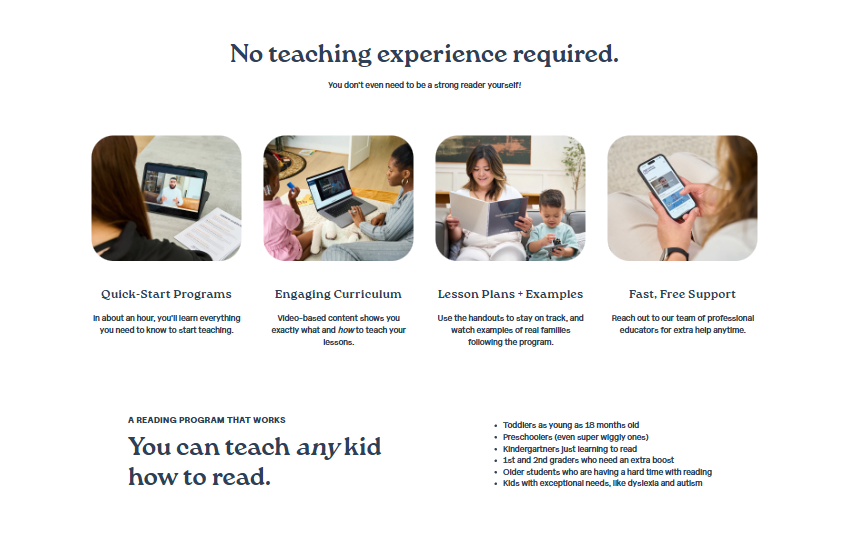 No teaching experience required.
You don't even need to be a strong reader yourself!
Quick-Start Programs
In about an hour, you'll learn everything
you need to know to start teaching.
Engaging Curriculum
Video-based content shows you
exactly what and how to teach your
lessons.
Lesson Plans + Examples
Use the handouts to stay on track, and
watch examples of real families
following the program.
Fast, Free Support
Reach out to our team of professional
educators for extra help anytime.
A READING PROGRAM THAT WORKS
You can teach any kid
how to read.
• Toddlers as young as 18 months old
• Preschoolers (even super wiggly ones)
• Kindergartners just learning to read
• 1st and 2nd graders who need an extra boost
• Older students who are having a hard time with reading
• Kids with exceptional needs, like dyslexia and autism